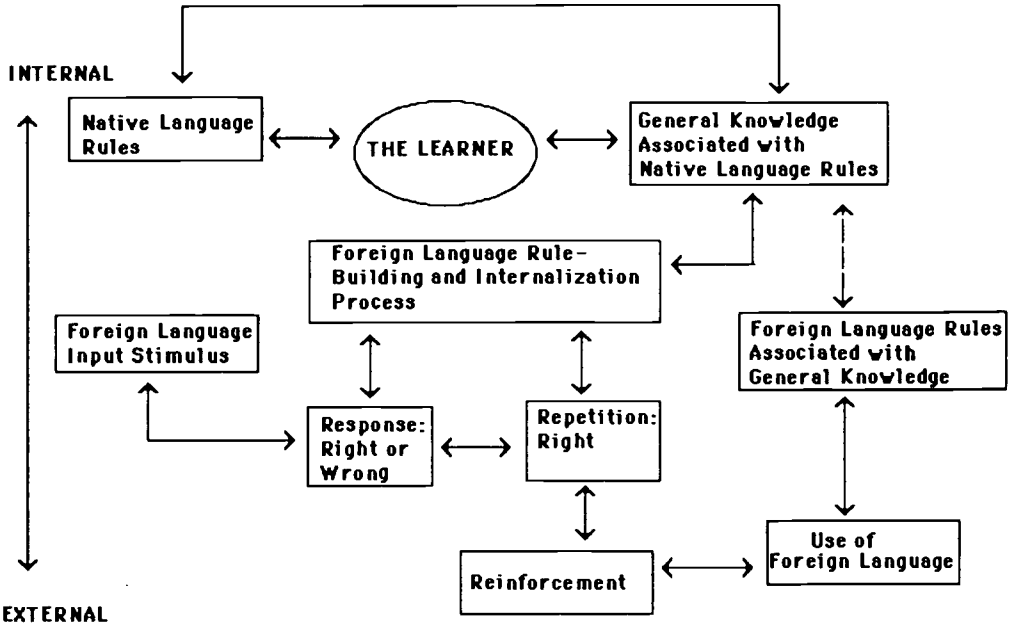 INTERNAL
Native Language
Rules
THE LEARNER
General Knowledge
Associated with
Native Language Rules
Foreign Language Rule-
Building and Internalization
Process
Foreign Language
Input Stimulus
Foreign Language Rules
Associated with
General Knowledge
Response:
Right or
Wrong
Repetition:
Right
Use of
Foreign Language
Reinforcement
EXTERNAL